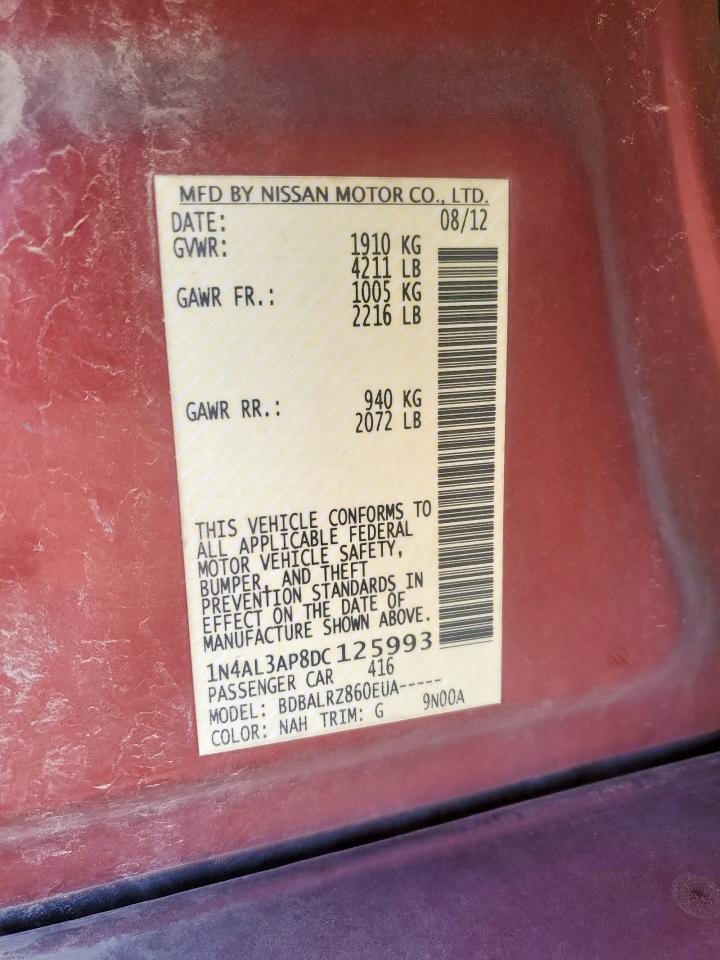 MFD BY NISSAN MOTOR CO., LTD.
DATE: 08/12
GVWR: 1910 KG
4211 LB
GAWR FR.: 1005 KG
2216 LB
GAWR RR.: 940 KG
2072 LB
THIS VEHICLE CONFORMS TO
ALL APPLICABLE FEDERAL
MOTOR VEHICLE SAFETY,
BUMPER, AND THEFT
PREVENTION STANDARDS IN
EFFECT ON THE DATE OF
MANUFACTURE SHOWN ABOVE.
1N4AL3AP8DC125993
PASSENGER CAR 416
MODEL: BDBALRZ860EUA-----
COLOR: NAH TRIM: G 9N00A